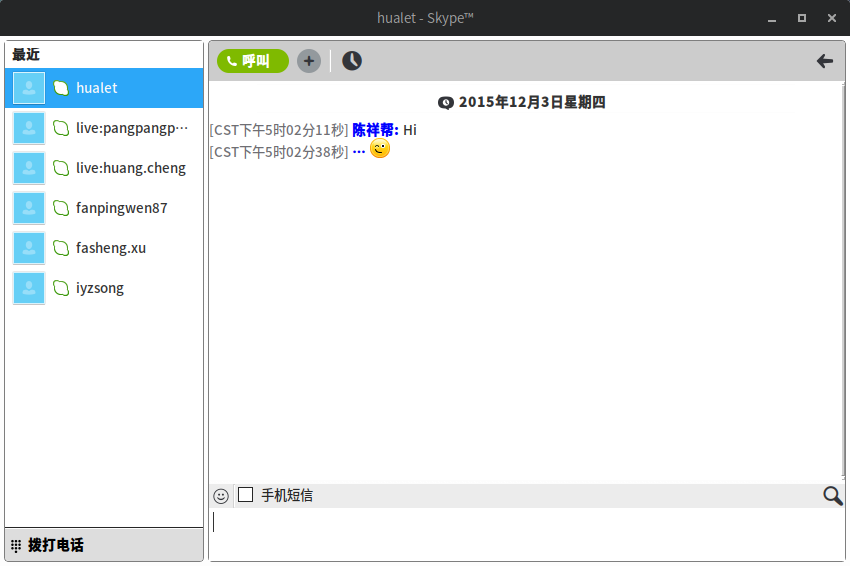 hualet - Skype™
最近
hualet
live:pangpangp…
live:huang.cheng
fanpingwen87
fasheng.xu
iyzsong
拨打电话
呼叫
2015年12月3日星期四
[CST下午5时02分11秒] 陈祥帮: Hi
[CST下午5时02分38秒] …
手机短信